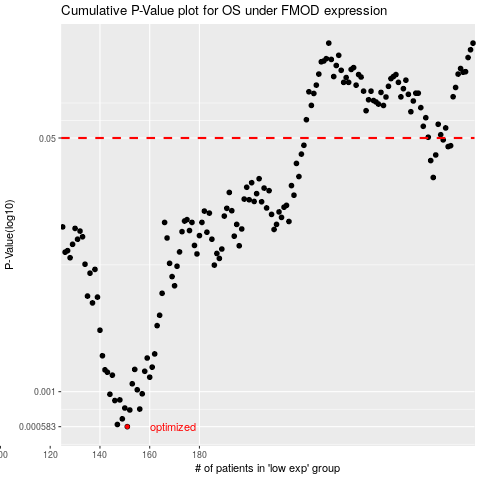 Cumulative P-Value plot for OS under FMOD expression
P-Value(log10)
0.05
0.001
0.000583
optimized
00 120 140 160 180
# of patients in 'low exp' group